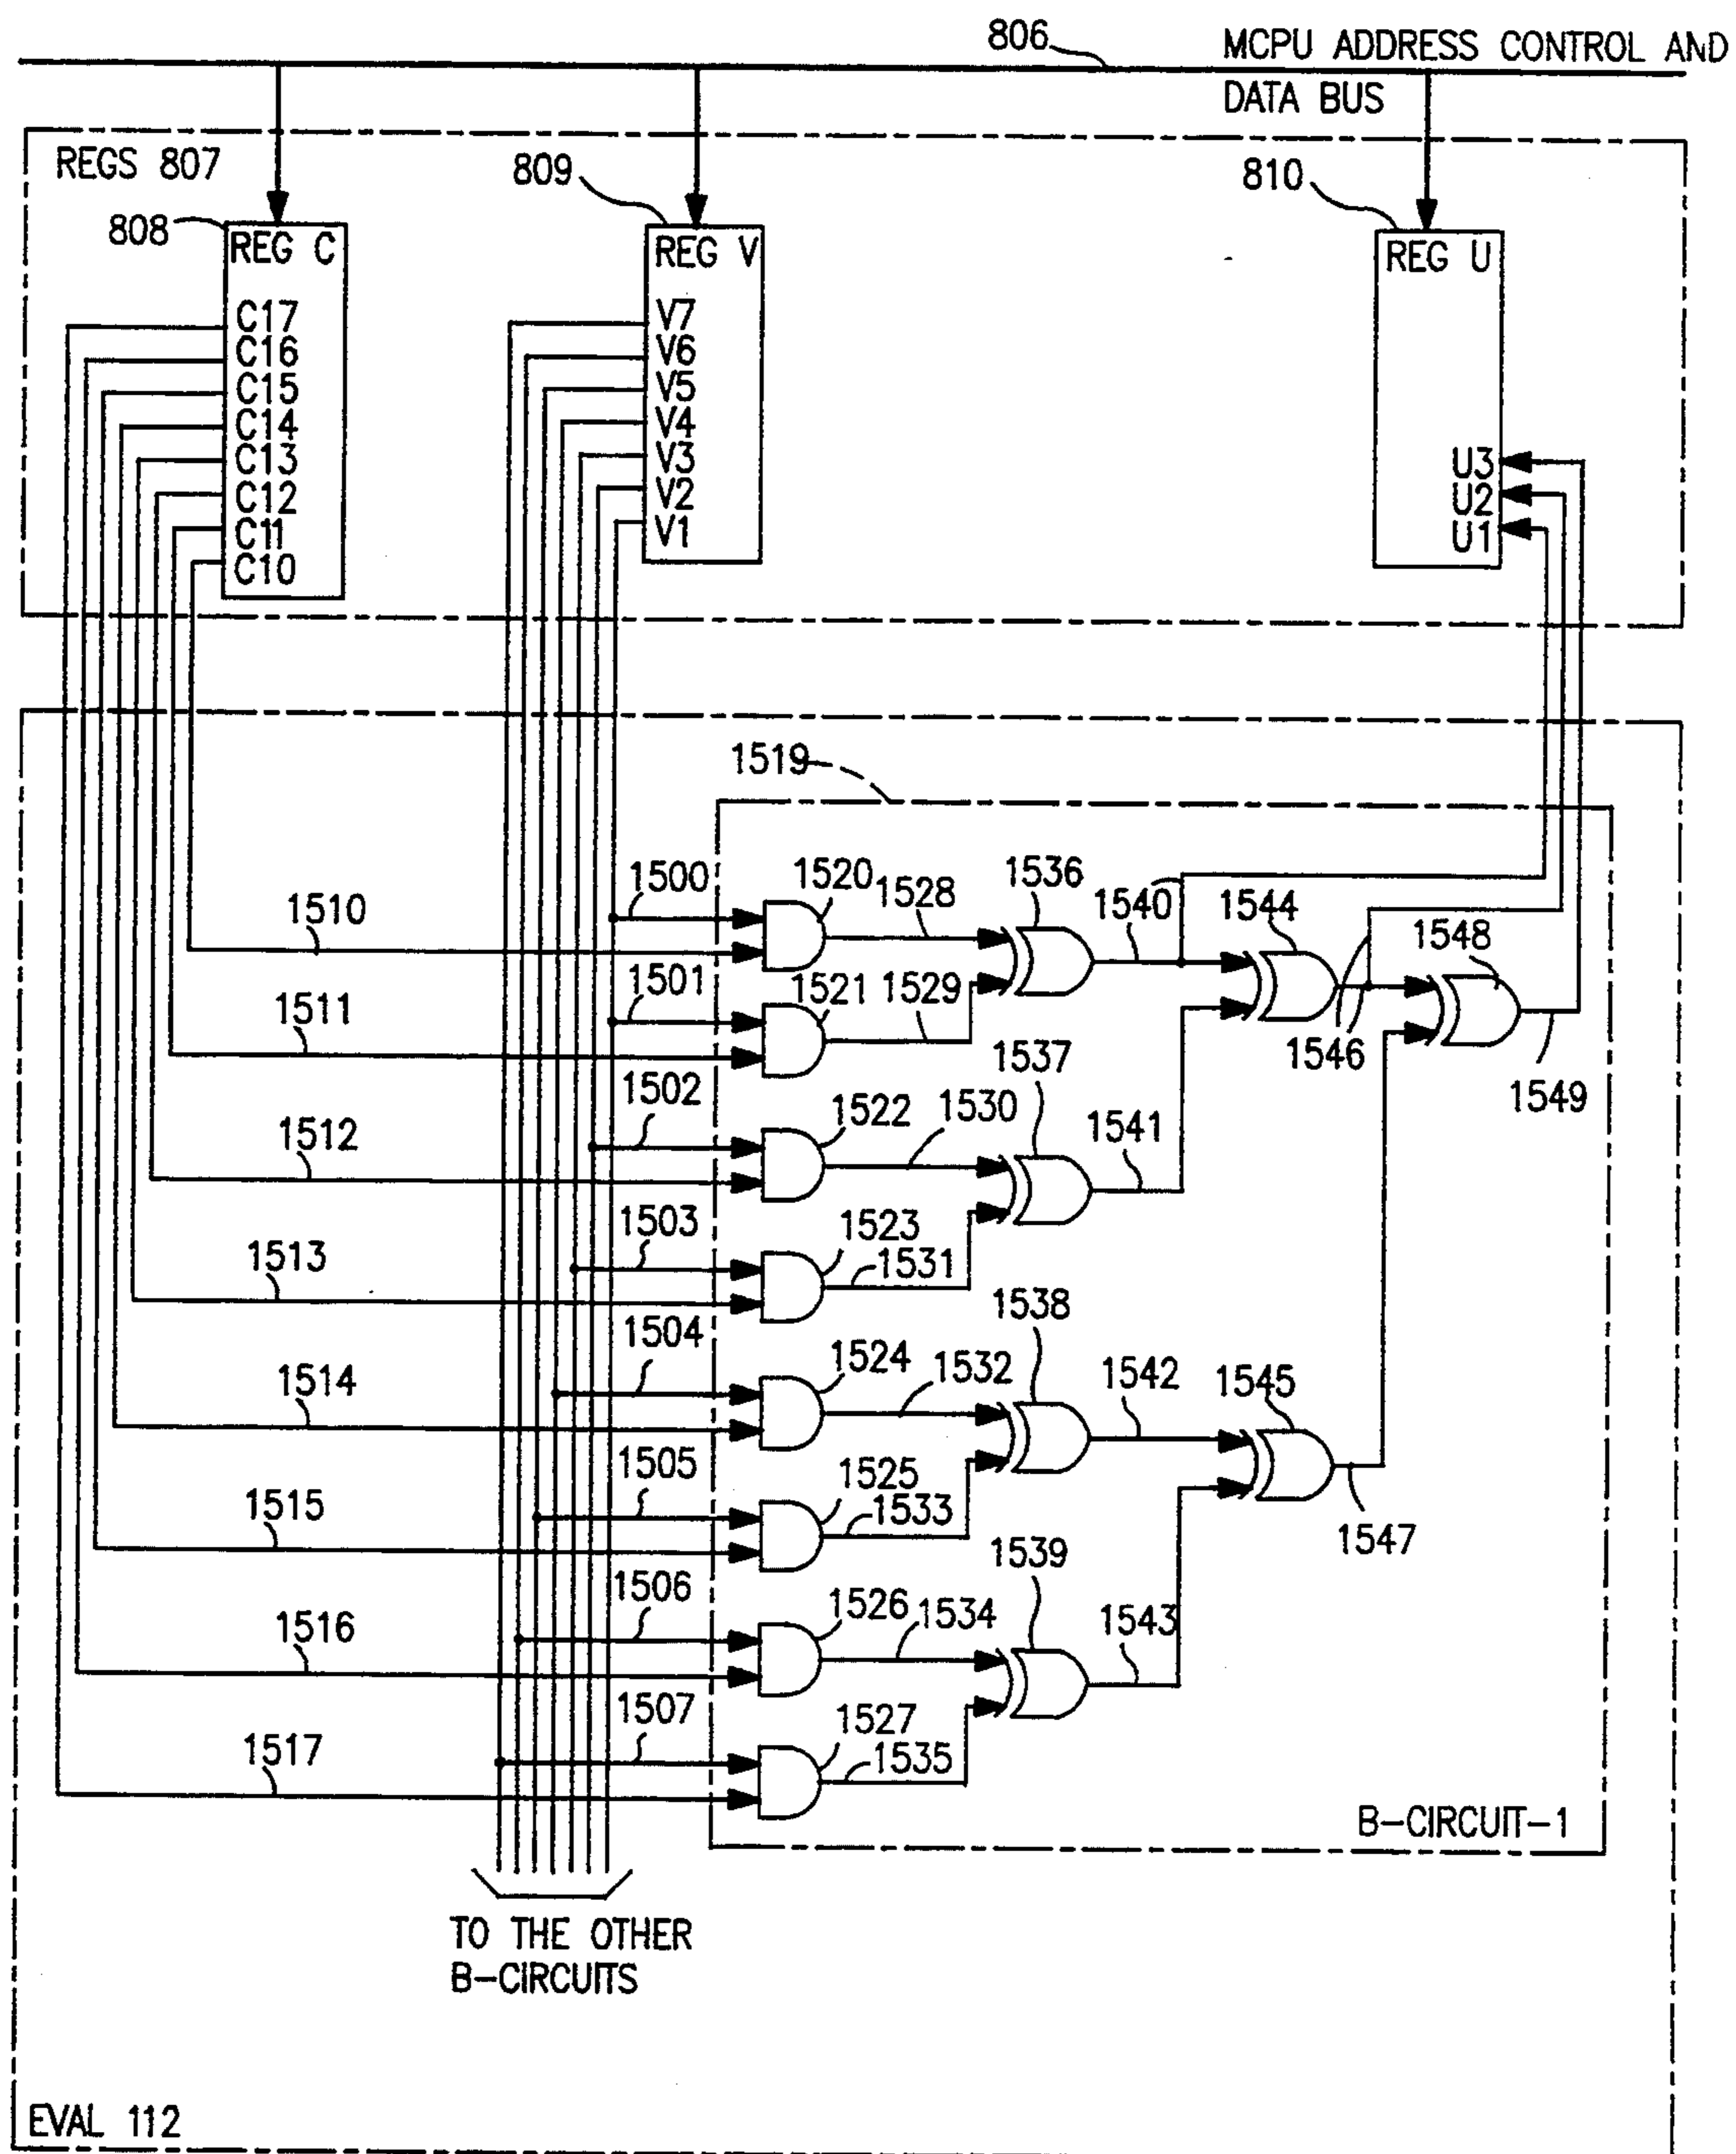 806
MCPU ADDRESS CONTROL AND
DATA BUS
REGS 807
808
REG C
C17
C16
C15
C14
C13
C12
C11
C10
809
REG V
V7
V6
V5
V4
V3
V2
V1
810
REG U
U3
U2
U1
1519
1500
1520
1528
1536
1540
1544
1548
1510
1501
1521
1529
1546
1549
1511
1502
1522
1530
1537
1541
1512
1503
1523
1531
1513
1504
1524
1532
1538
1542
1545
1514
1505
1525
1533
1547
1515
1506
1526
1534
1539
1543
1516
1507
1527
1535
1517
B-CIRCUIT-1
TO THE OTHER
B-CIRCUITS
EVAL 112